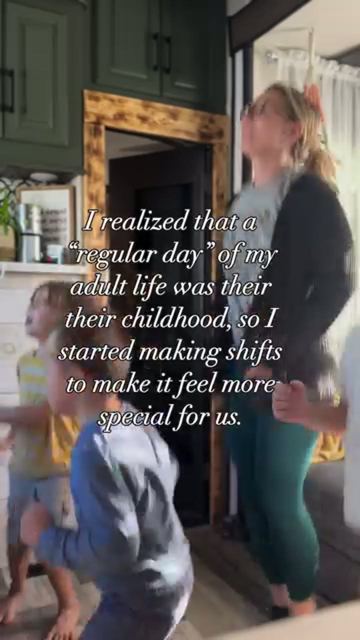 I realized that a
“regular day” of my
adult life was their
their childhood, so I
started making shifts
to make it feel more
special for us.